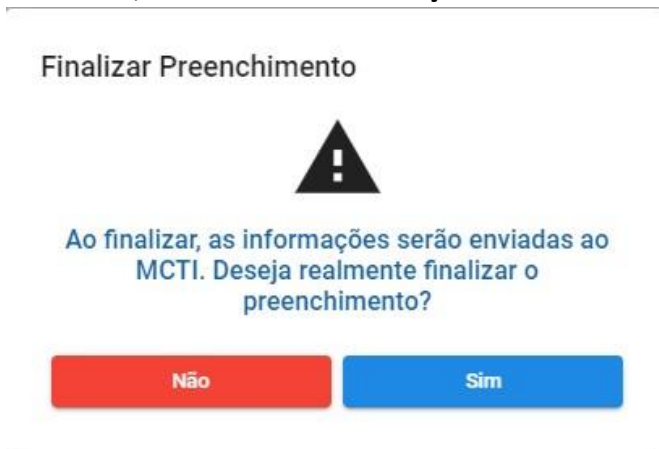 Finalizar Preenchimento
Ao finalizar, as informações serão enviadas ao
MCTI. Deseja realmente finalizar o
preenchimento?
Não
Sim